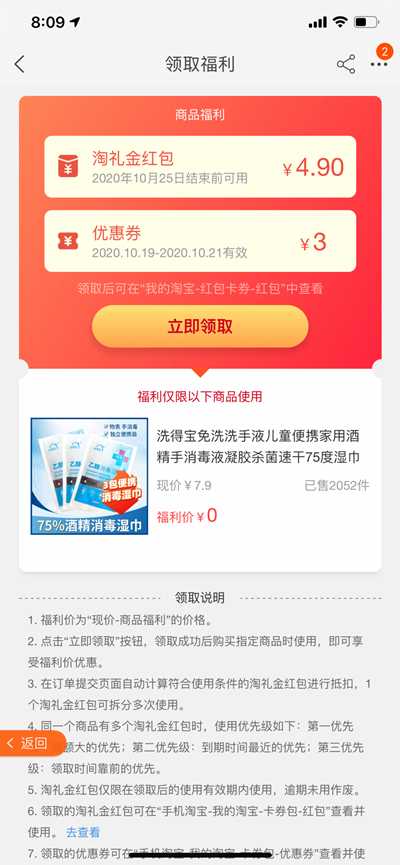 8:09
领取福利
2
商品福利
淘礼金红包
2020年10月25日结束前可用
¥4.90
优惠券
2020.10.19-2020.10.21有效
¥3
领取后可在“我的淘宝-红包卡券-红包”中查看
立即领取
福利仅限以下商品使用
物表 手消毒
独立便携装
乙醇
3包便携
消毒湿巾
75%酒精消毒湿巾
洗得宝免洗洗手液儿童便携家用酒
精手消毒液凝胶杀菌速干75度湿巾
现价¥7.9
已售2052件
福利价¥0
领取说明
1. 福利价为“现价-商品福利”的价格。
2. 点击“立即领取”按钮，领取成功后购买指定商品时使用，即可享
受福利价优惠。
3. 在订单提交页面自动计算符合使用条件的淘礼金红包进行抵扣，1
个淘礼金红包可拆分多次使用。
4. 同一个商品有多个淘礼金红包时，使用优先级如下：第一优先
返回
额大的优先；第二优先级：到期时间最近的优先；第三优先
级：领取时间靠前的优先。
5. 淘礼金红包仅限在领取后的使用有效期内使用，逾期未用作废。
6. 领取的淘礼金红包可在“手机淘宝-我的淘宝-卡券包-红包”查看并
使用。 去查看
7. 领取的优惠券可在“手机淘宝-我的淘宝-卡券包-优惠券”查看并使